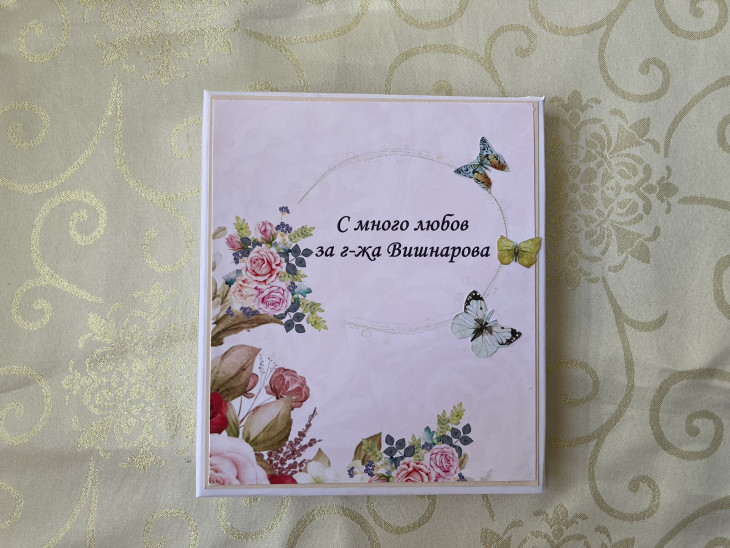 С много любов
за г-жа Вишнарова